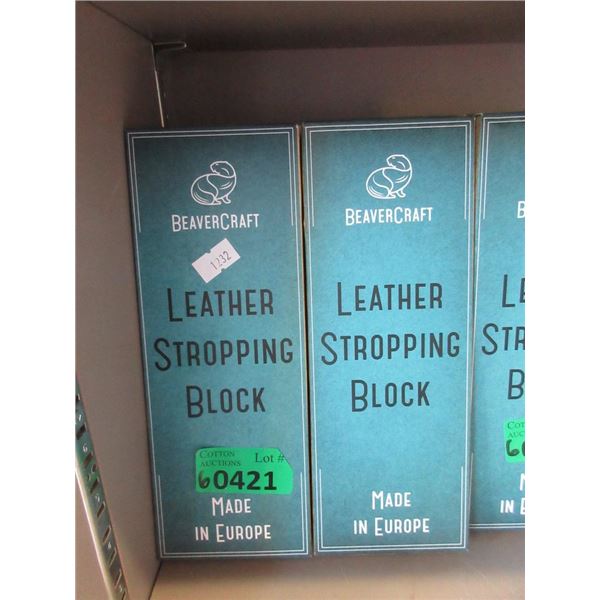 BEAVERCRAFT
1232
LEATHER
STROPPING
BLOCK
COTTON
AUCTIONS
Lot #
60421
MADE
IN EUROPE
BEAVERCRAFT
LEATHER
STROPPING
BLOCK
MADE
IN EUROPE